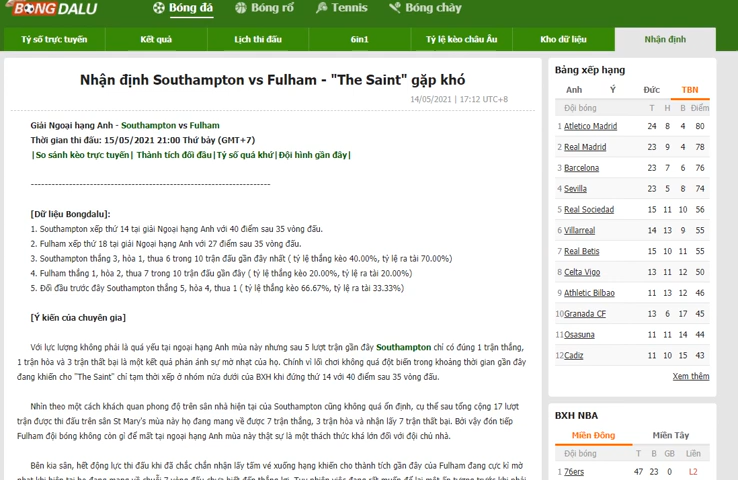 BONGDALU
Bóng đá
Bóng rổ
Tennis
Bóng chày
Tỷ số trực tuyến
Kết quả
Lịch thi đấu
6in1
Tỷ lệ kèo châu Âu
Kho dữ liệu
Nhận định
Nhận định Southampton vs Fulham - "The Saint" gặp khó
14/05/2021 | 17:12 UTC+8
Giải Ngoại hạng Anh - Southampton vs Fulham
Thời gian thi đấu: 15/05/2021 21:00 Thứ bảy (GMT+7)
|So sánh kèo trực tuyến| Thành tích đối đầu|Tỷ số quá khứ|Đội hình gần đây|
----------------------------------------------------------------------
[Dữ liệu Bongdalu]:
1. Southampton xếp thứ 14 tại giải Ngoại hạng Anh với 40 điểm sau 35 vòng đấu.
2. Fulham xếp thứ 18 tại giải Ngoại hạng Anh với 27 điểm sau 35 vòng đấu.
3. Southampton thắng 3, hòa 1, thua 6 trong 10 trận đấu gần đây nhất ( tỷ lệ thắng kèo 40.00%, tỷ lệ ra tài 70.00%)
4. Fulham thắng 1, hòa 2, thua 7 trong 10 trận đấu gần đây ( tỷ lệ thắng kèo 20.00%, tỷ lệ ra tài 20.00%)
5. Đối đầu trước đây Southampton thắng 5, hòa 4, thua 1 ( tỷ lệ thắng kèo 66.67%, tỷ lệ ra tài 33.33%)
[Ý kiến của chuyên gia]
Với lực lượng không phải là quá yếu tại ngoại hạng Anh mùa này nhưng sau 5 lượt trận gần đây Southampton chỉ có đúng 1 trận thắng,
1 trận hòa và 3 trận thất bại là một kết quả phản ánh sự mờ nhạt của họ. Chính vì lối chơi không quá đột biến trong khoảng thời gian gần đây
đang khiến cho "The Saint" chỉ tạm thời xếp ở nhóm nửa dưới của BXH khi đứng thứ 14 với 40 điểm sau 35 vòng đấu.
Nhìn theo một cách khách quan phong độ trên sân nhà hiện tại của Southampton cũng không quá ổn định, cụ thể sau tổng cộng 17 lượt
trận được thi đấu trên sân St Mary's mùa này họ đang mang về được 7 trận thắng, 3 trận hòa và nhận lấy 7 trận thất bại. Bởi vậy đón tiếp
Fulham đội bóng không còn gì để mất tại ngoại hạng Anh mùa này thật sự là một thách thức khá lớn đối với đội chủ nhà.
Bên kia sân, hết động lực thi đấu khi đã chắc chắn nhận lấy tấm vé xuống hạng khiến cho thành tích gần đây của Fulham đang cực kì mờ
Bảng xếp hạng
Anh
Ý
Đức
TBN
Đội bóng T H B Điểm
1 Atletico Madrid 24 8 4 80
2 Real Madrid 23 9 4 78
3 Barcelona 23 7 6 76
4 Sevilla 23 5 8 74
5 Real Sociedad 15 11 10 56
6 Villarreal 14 13 9 55
7 Real Betis 15 10 11 55
8 Celta Vigo 13 11 12 50
9 Athletic Bilbao 11 13 12 46
10 Granada CF 13 6 17 45
11 Osasuna 11 11 14 44
12 Cadiz 11 10 15 43
Xem thêm
BXH NBA
Miền Đông
Miền Tây
Đội bóng T B GB Liên
1 76ers 47 23 0 L2